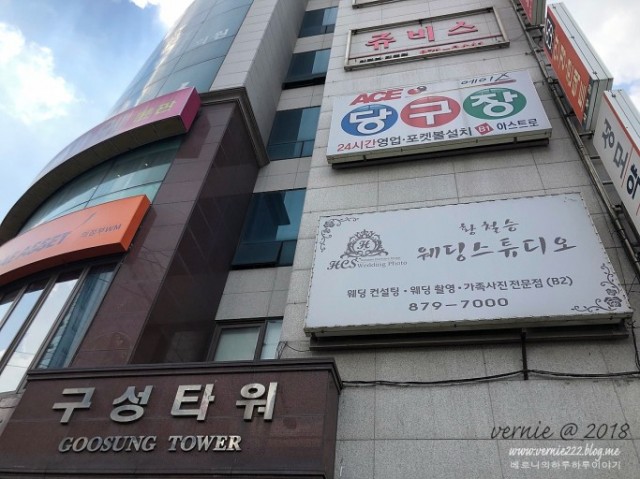 쥬비스
ACE 에이스
당구장
24시간영업·포켓볼설치 아스트로
황철승
웨딩스튜디오
HCS Wedding Photo
웨딩 컨설팅·웨딩 촬영·가족사진 전문점 (B2)
879-7000
ASSET
구성타워
GOOSUNG TOWER
vernie @ 2018
www.vernie222.blog.me
베르니의하루하루이야기